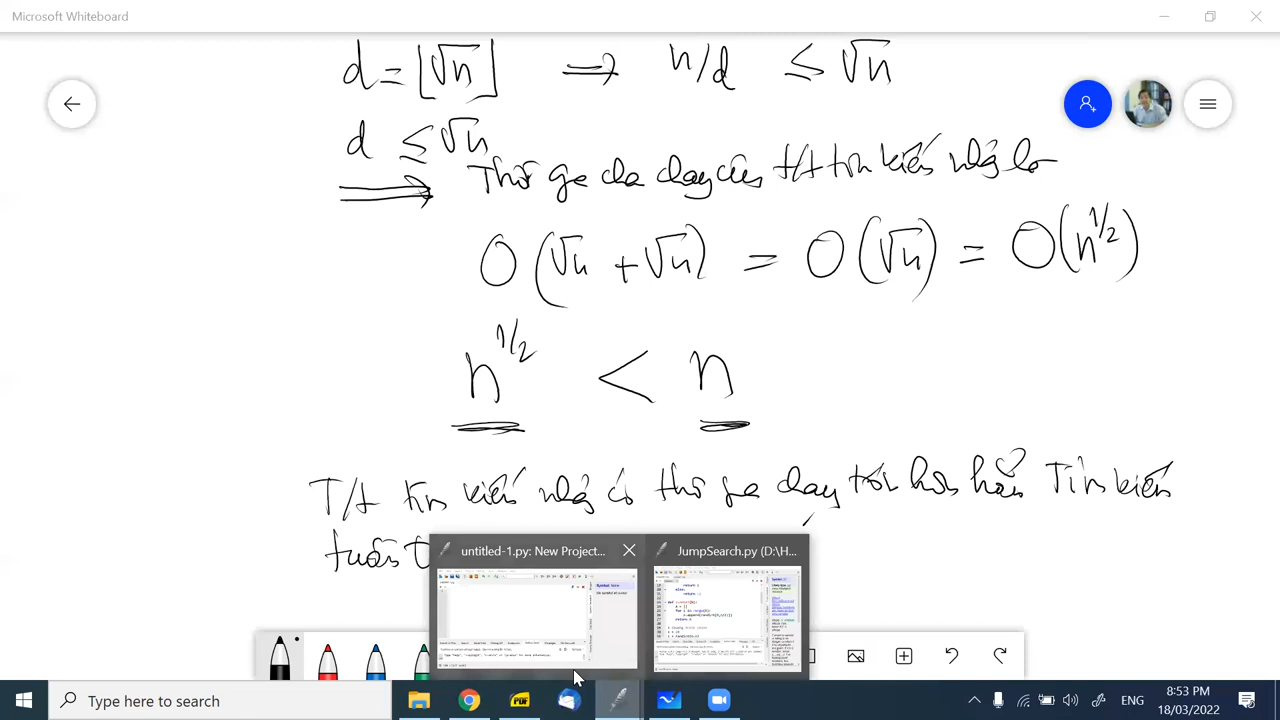 Microsoft Whiteboard
d = ⌊√n⌋ ⟹ n/d ≤ √n
d ≤ √n
⟹ Thời gian chạy của t/t tìm kiếm nhảy là
O(√n + √n) = O(√n) = O(n^1/2)
n^1/2 < n
T/t tìm kiếm nhảy có thời gian chạy tốt hơn hẳn Tìm kiếm
tuần
untitled-1.py: New Project...
JumpSearch.py (D:\H...
Type here to search
ENG
8:53 PM
18/03/2022